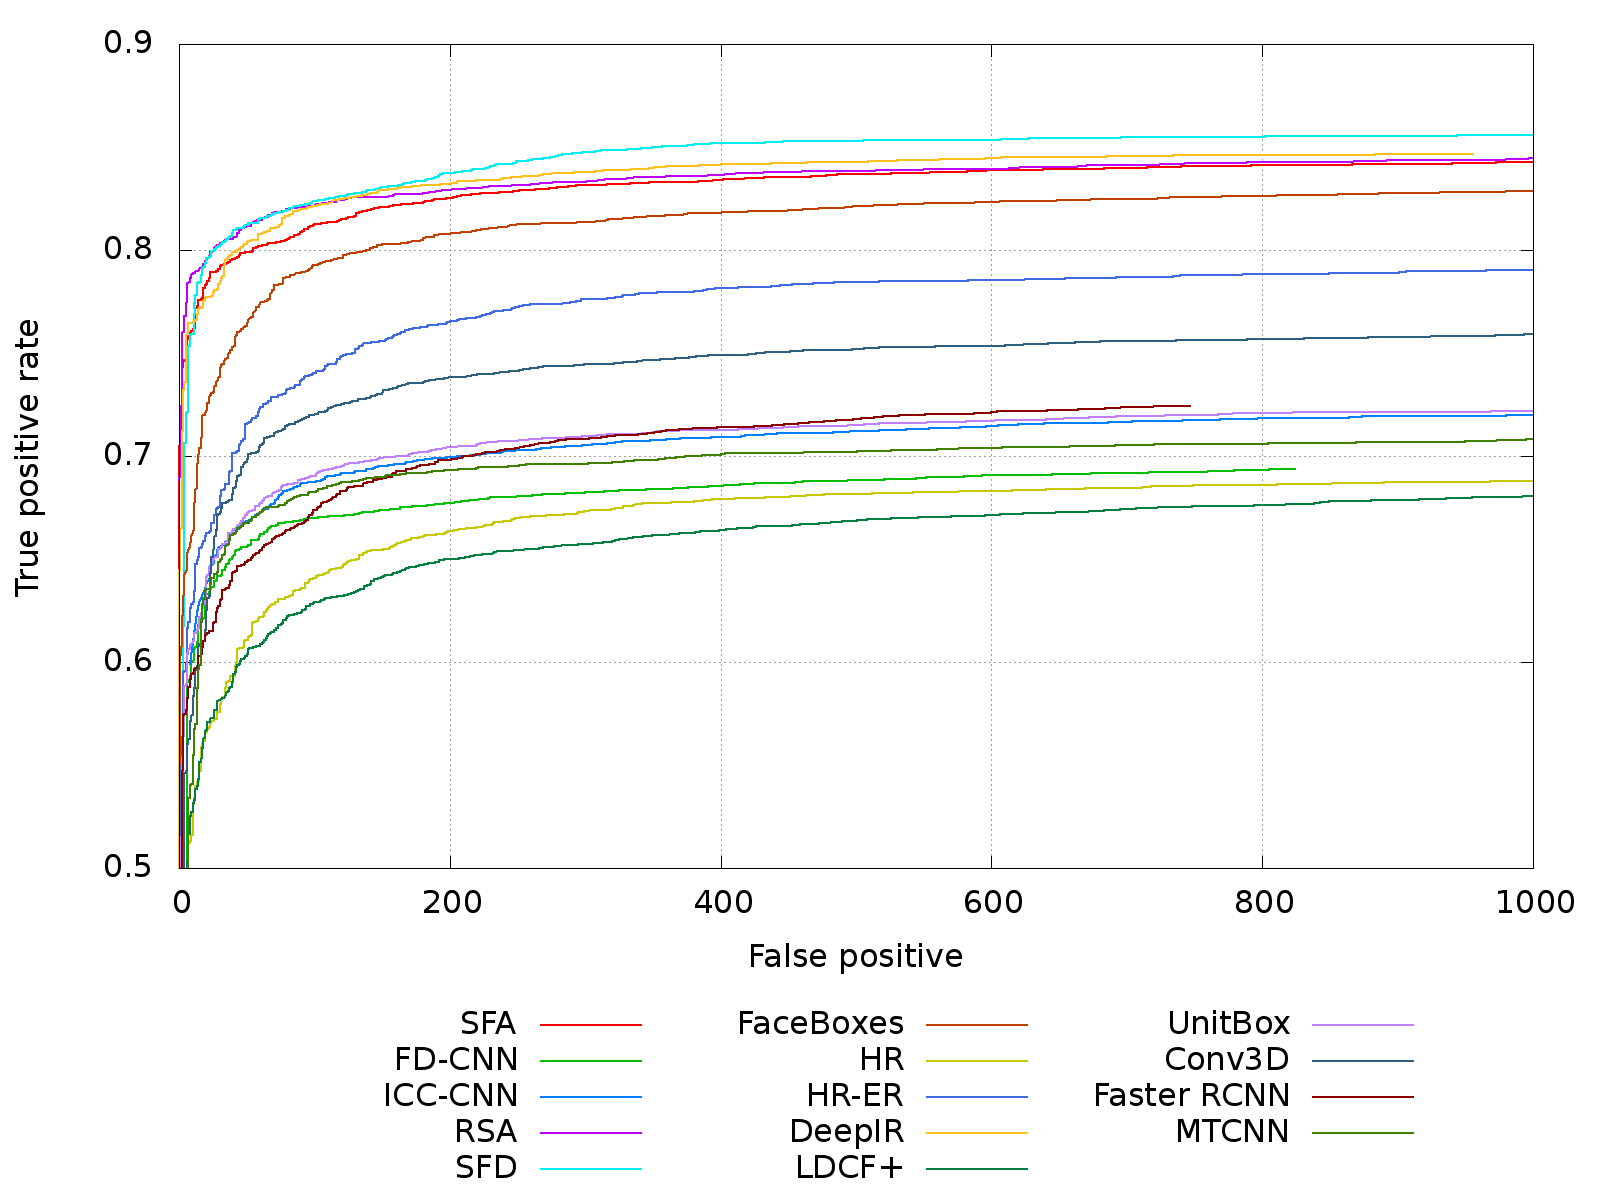 0.9
0.8
0.7
0.6
0.5
True positive rate
0 200 400 600 800 1000
False positive
SFA FaceBoxes UnitBox
FD-CNN HR Conv3D
ICC-CNN HR-ER Faster RCNN
RSA DeepIR MTCNN
SFD LDCF+